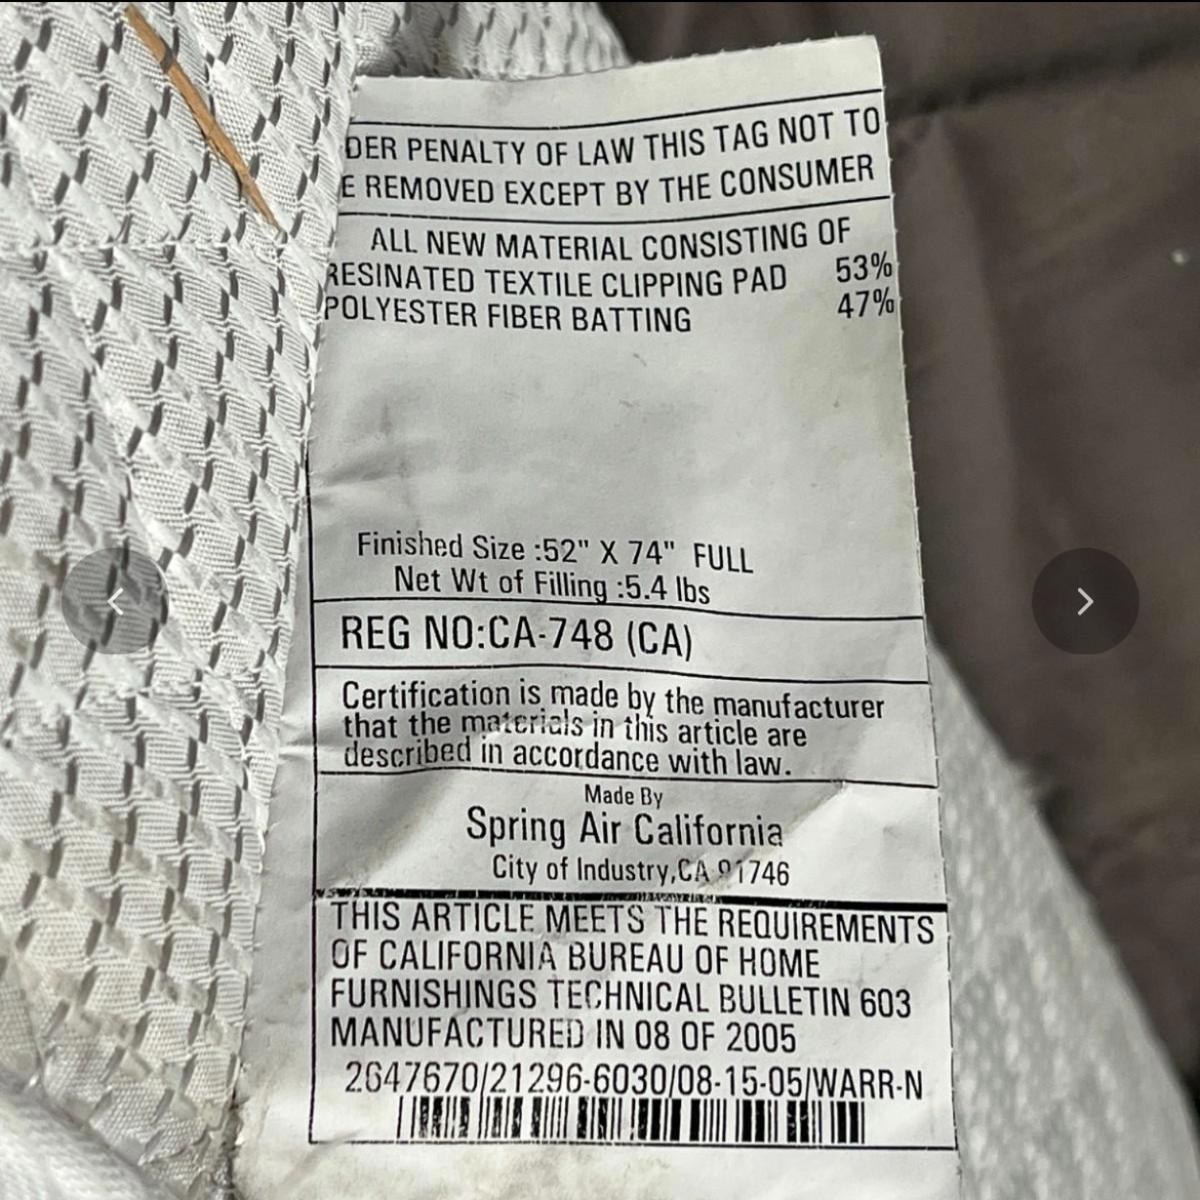 DER PENALTY OF LAW THIS TAG NOT TO
E REMOVED EXCEPT BY THE CONSUMER
ALL NEW MATERIAL CONSISTING OF
RESINATED TEXTILE CLIPPING PAD 53%
POLYESTER FIBER BATTING 47%
Finished Size :52" X 74" FULL
Net Wt of Filling :5.4 lbs
REG NO:CA-748 (CA)
Certification is made by the manufacturer
that the materials in this article are
described in accordance with law.
Made By
Spring Air California
City of Industry,CA 91746
THIS ARTICLE MEETS THE REQUIREMENTS
OF CALIFORNIA BUREAU OF HOME
FURNISHINGS TECHNICAL BULLETIN 603
MANUFACTURED IN 08 OF 2005
2647670/21296-6030/08-15-05/WARR-N